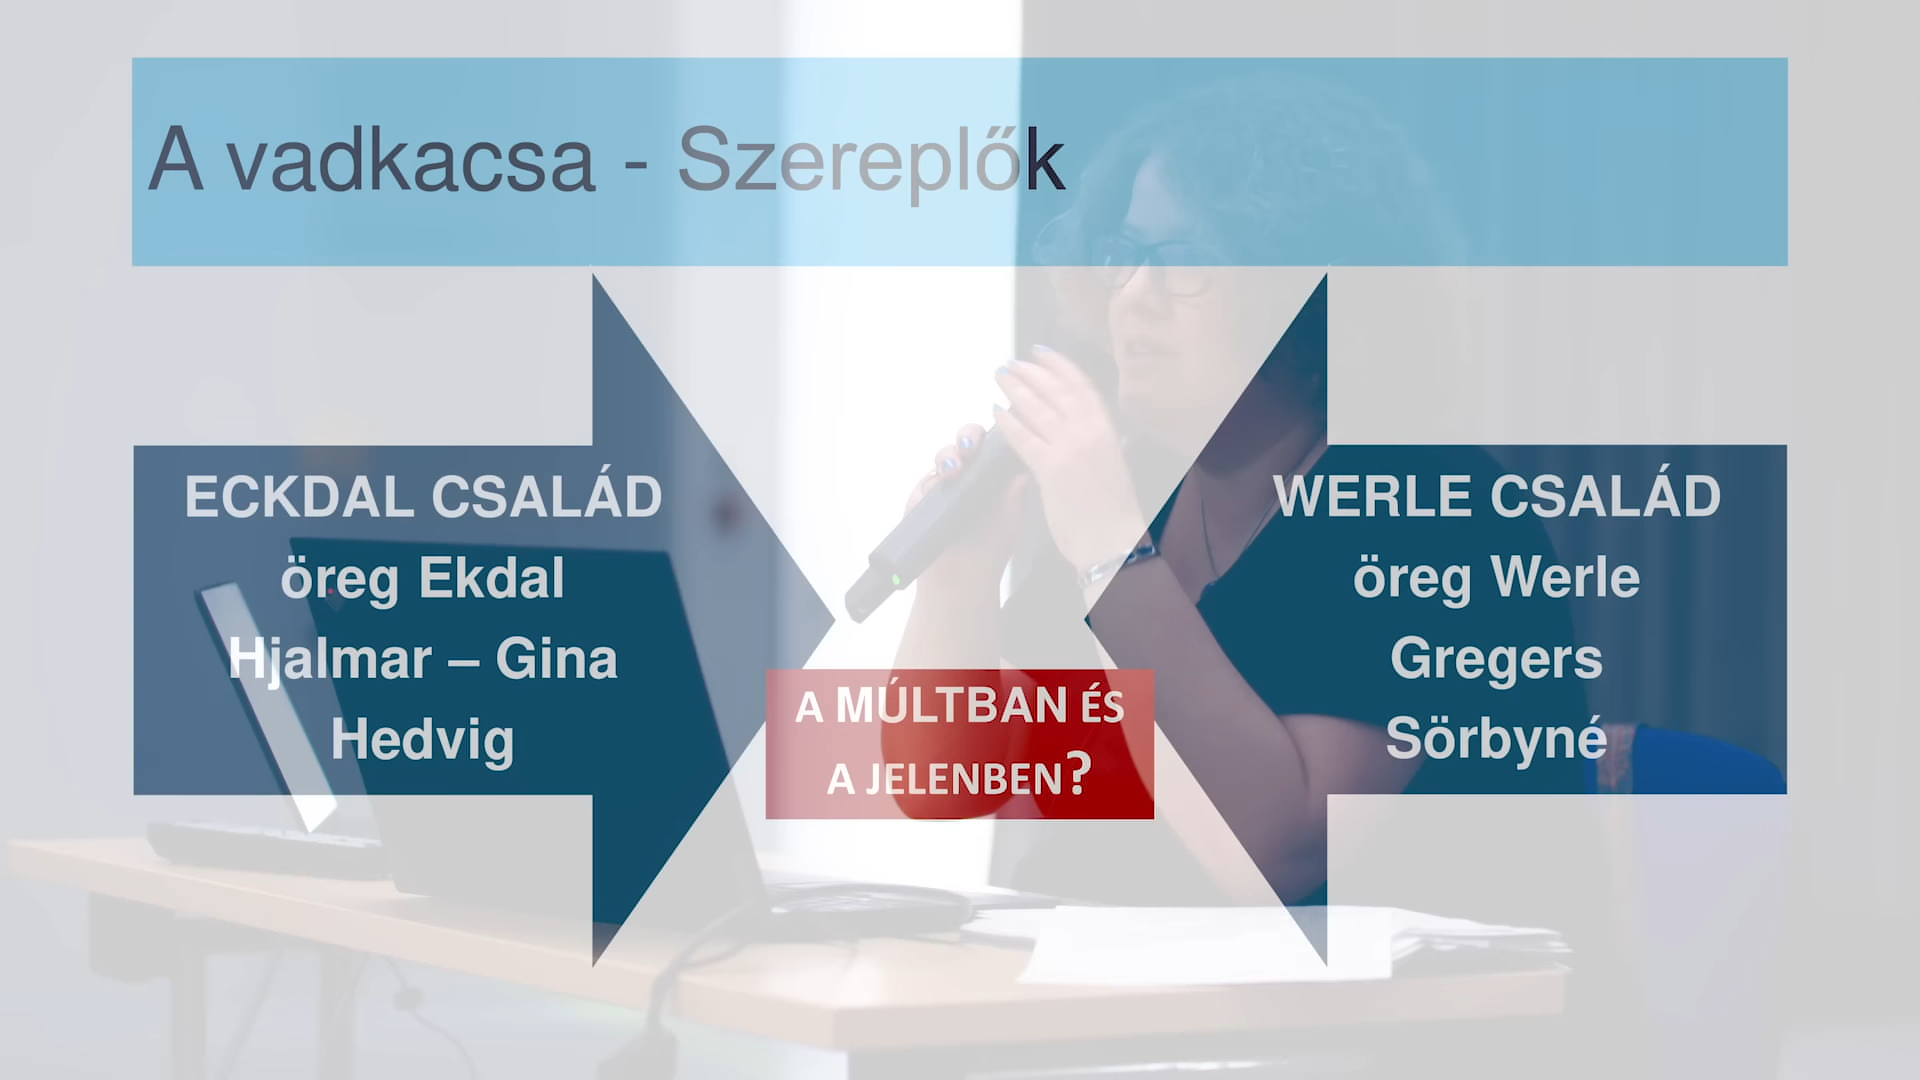 A vadkacsa - Szereplők
ECKDAL CSALÁD
öreg Ekdal
Hjalmar – Gina
Hedvig
WERLE CSALÁD
öreg Werle
Gregers
Sörbyné
A MÚLTBAN ÉS
A JELENBEN?